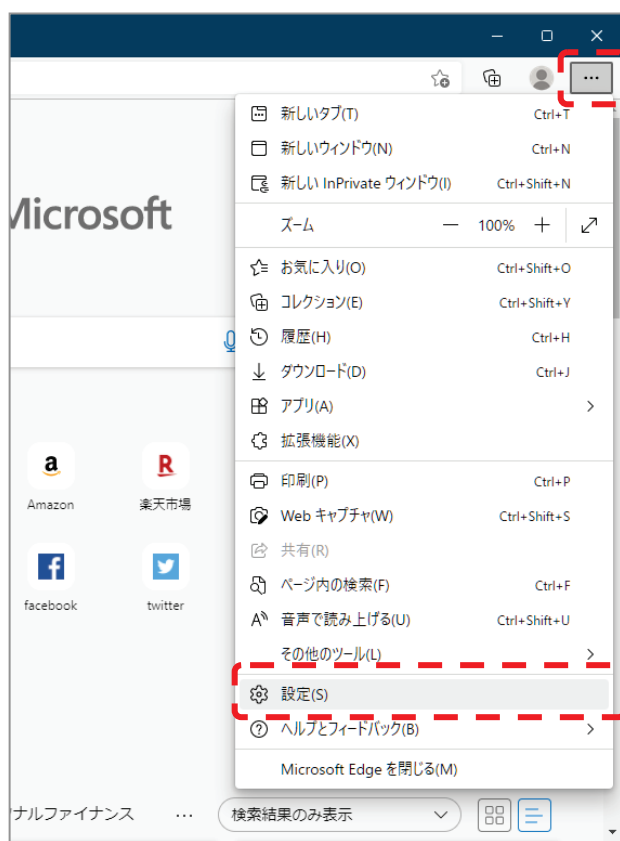 Microsoft
新しいタブ(T) Ctrl+T
新しいウィンドウ(N) Ctrl+N
新しい InPrivate ウィンドウ(I) Ctrl+Shift+N
ズーム — 100% +
お気に入り(O) Ctrl+Shift+O
コレクション(E) Ctrl+Shift+Y
履歴(H) Ctrl+H
ダウンロード(D) Ctrl+J
アプリ(A)
拡張機能(X)
印刷(P) Ctrl+P
Web キャプチャ(W) Ctrl+Shift+S
共有(R)
ページ内の検索(F) Ctrl+F
音声で読み上げる(U) Ctrl+Shift+U
その他のツール(L)
設定(S)
ヘルプとフィードバック(B)
Microsoft Edge を閉じる(M)
Amazon
楽天市場
facebook
twitter
ナルファイナンス ... 検索結果のみ表示